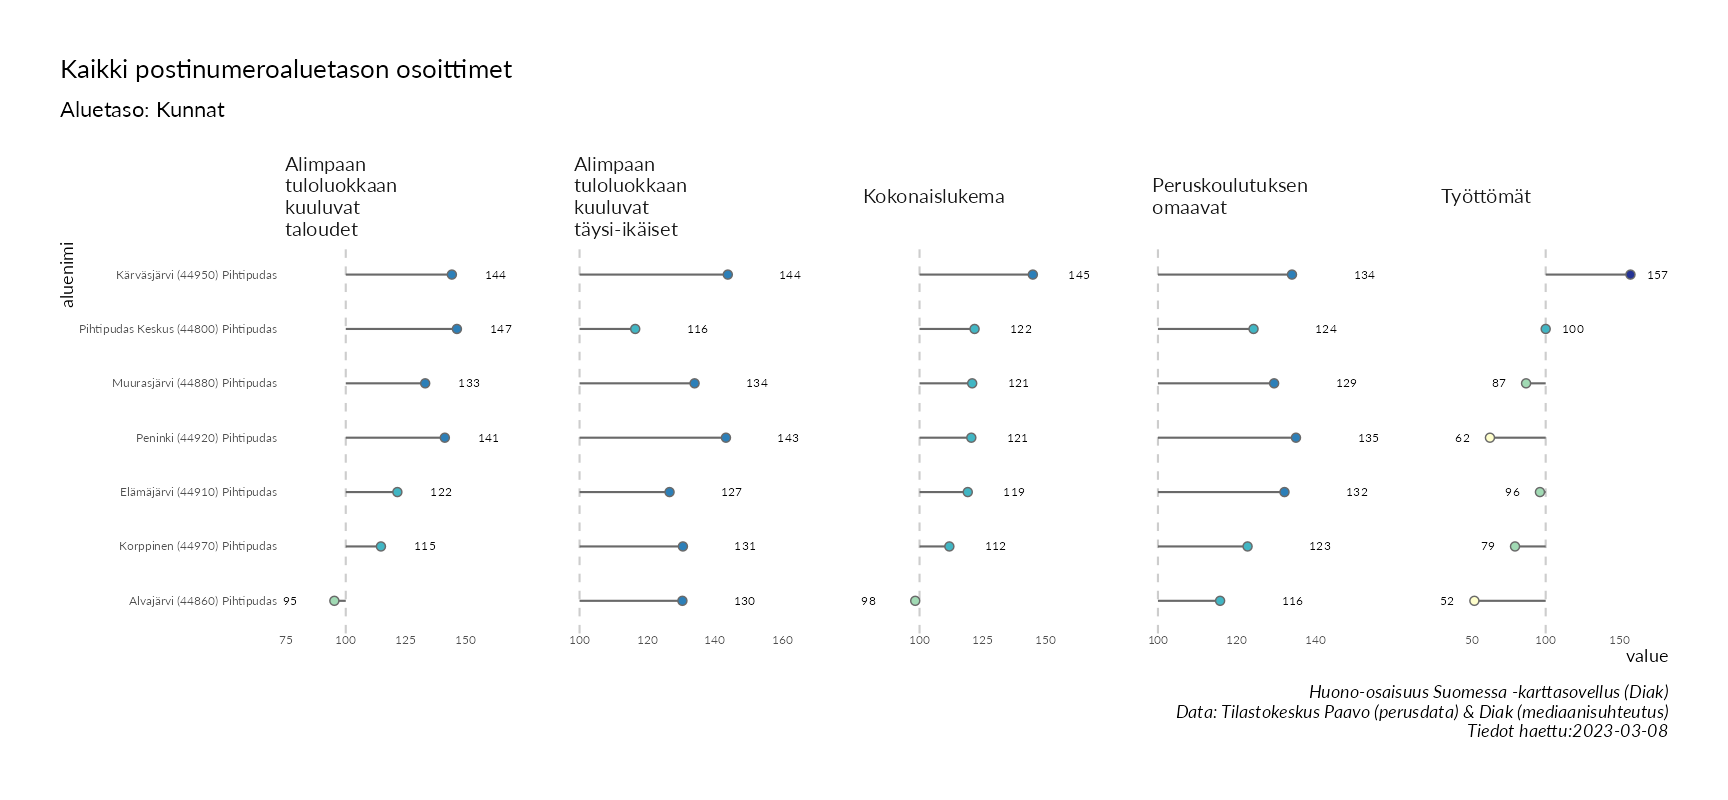 Kaikki postinumeroaluetason osoittimet
Aluetaso: Kunnat
Alimpaan
tuloluokkaan
kuuluvat
taloudet
Alimpaan
tuloluokkaan
kuuluvat
täysi-ikäiset
Kokonaislukema
Peruskoulutuksen
omaavat
Työttömät
aluenimi
Kärväsjärvi (44950) Pihtipudas 144 144 145 134 157
Pihtipudas Keskus (44800) Pihtipudas 147 116 122 124 100
Muurasjärvi (44880) Pihtipudas 133 134 121 129 87
Peninki (44920) Pihtipudas 141 143 121 135 62
Elämäjärvi (44910) Pihtipudas 122 127 119 132 96
Korppinen (44970) Pihtipudas 115 131 112 123 79
Alvajärvi (44860) Pihtipudas 95 130 98 116 52
75 100 125 150 100 120 140 160 100 125 150 100 120 140 50 100 150
value
Huono-osaisuus Suomessa -karttasovellus (Diak)
Data: Tilastokeskus Paavo (perusdata) & Diak (mediaanisuhteutus)
Tiedot haettu:2023-03-08